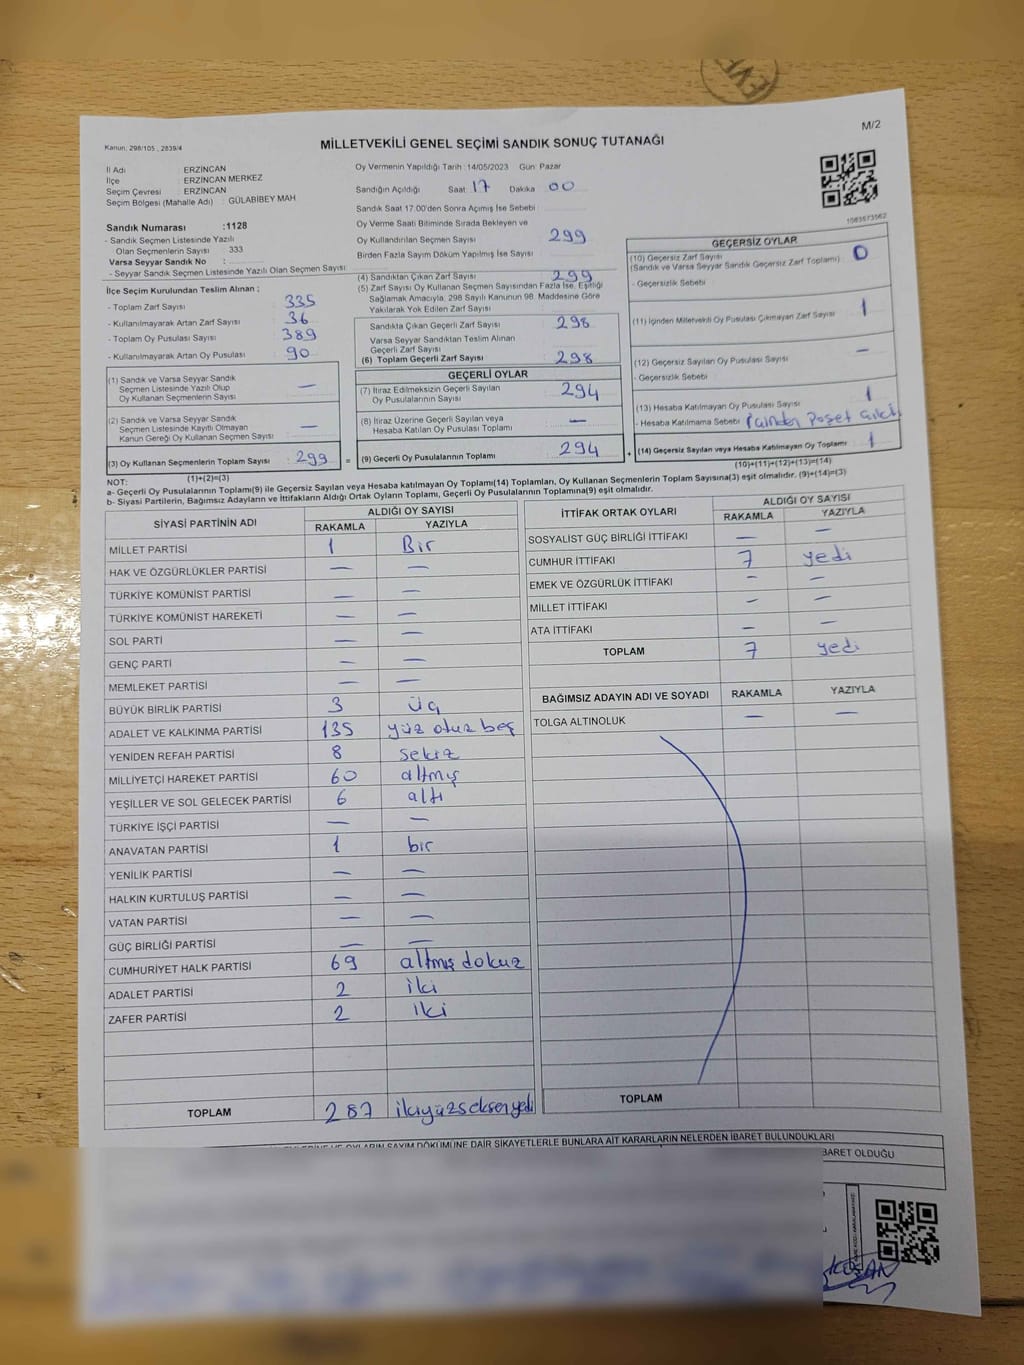 M/2
Kanun: 298/105 , 2839/4
MİLLETVEKİLİ GENEL SEÇİMİ SANDIK SONUÇ TUTANAĞI
İl Adı : ERZİNCAN
İlçe : ERZİNCAN MERKEZ
Seçim Çevresi : ERZİNCAN
Seçim Bölgesi (Mahalle Adı) : GÜLABİBEY MAH
Sandık Numarası :1128
- Sandık Seçmen Listesinde Yazılı
Olan Seçmenlerin Sayısı : 333
Varsa Seyyar Sandık No :
- Seyyar Sandık Seçmen Listesinde Yazılı Olan Seçmen Sayısı
İlçe Seçim Kurulundan Teslim Alınan ;
- Toplam Zarf Sayısı : 335
- Kullanılmayarak Artan Zarf Sayısı : 36
- Toplam Oy Pusulası Sayısı : 389
- Kullanılmayarak Artan Oy Pusulası : 90
(1) Sandık ve Varsa Seyyar Sandık
Seçmen Listesinde Yazılı Olup
Oy Kullanan Seçmenlerin Sayısı : —
(2) Sandık ve Varsa Seyyar Sandık
Seçmen Listesinde Kayıtlı Olmayan
Kanun Gereği Oy Kullanan Seçmen Sayısı : —
(3) Oy Kullanan Seçmenlerin Toplam Sayısı : 299 =
(1)+(2)=(3)
Oy Vermenin Yapıldığı Tarih : 14/05/2023 Gün: Pazar
Sandığın Açıldığı Saat 17 Dakika 00
Sandık Saat 17.00'den Sonra Açımış İse Sebebi
Oy Verme Saati Bitiminde Sırada Bekleyen ve
Oy Kullandırılan Seçmen Sayısı 299
Birden Fazla Sayım Döküm Yapılmış İse Sayısı
(4) Sandıktan Çıkan Zarf Sayısı : 299
(5) Zarf Sayısı Oy Kullanan Seçmen Sayısından Fazla İse, Eşitliği
Sağlamak Amacıyla, 298 Sayılı Kanunun 98. Maddesine Göre
Yakılarak Yok Edilen Zarf Sayısı :
Sandıkta Çıkan Geçerli Zarf Sayısı : 298
Varsa Seyyar Sandıktan Teslim Alınan
Geçerli Zarf Sayısı :
(6) Toplam Geçerli Zarf Sayısı : 298
GEÇERLİ OYLAR
(7) İtiraz Edilmeksizin Geçerli Sayılan
Oy Pusulalarının Sayısı : 294
(8) İtiraz Üzerine Geçerli Sayılan veya
Hesaba Katılan Oy Pusulası Toplamı : —
(9) Geçerli Oy Pusulalarının Toplamı : 294 +
1083973562
GEÇERSİZ OYLAR
(10) Geçersiz Zarf Sayısı
(Sandık ve Varsa Seyyar Sandık Geçersiz Zarf Toplamı) : 0
- Geçersizlik Sebebi :
(11) İçinden Milletvekili Oy Pusulası Çıkmayan Zarf Sayısı : 1
(12) Geçersiz Sayılan Oy Pusulası Sayısı : —
- Geçersizlik Sebebi :
(13) Hesaba Katılmayan Oy Pusulası Sayısı : 1
- Hesaba Katılmama Sebebi : içinden poşet çıktı
(14) Geçersiz Sayılan veya Hesaba Katılmayan Oy Toplamı : 1
(10)+(11)+(12)+(13)=(14)
NOT:
a- Geçerli Oy Pusulalarının Toplamı(9) ile Geçersiz Sayılan veya Hesaba katılmayan Oy Toplamı(14) Toplamları, Oy Kullanan Seçmenlerin Toplam Sayısına(3) eşit olmalıdır. (9)+(14)=(3)
b- Siyasi Partilerin, Bağımsız Adayların ve İttifakların Aldığı Ortak Oyların Toplamı, Geçerli Oy Pusulalarının Toplamına(9) eşit olmalıdır.
SİYASİ PARTİNİN ADI ALDIĞI OY SAYISI
RAKAMLA YAZIYLA
MİLLET PARTİSİ 1 Bir
HAK VE ÖZGÜRLÜKLER PARTİSİ — —
TÜRKİYE KOMÜNİST PARTİSİ — —
TÜRKİYE KOMÜNİST HAREKETİ — —
SOL PARTİ — —
GENÇ PARTİ — —
MEMLEKET PARTİSİ — —
BÜYÜK BİRLİK PARTİSİ 3 üç
ADALET VE KALKINMA PARTİSİ 135 yüz otuz beş
YENİDEN REFAH PARTİSİ 8 sekiz
MİLLİYETÇİ HAREKET PARTİSİ 60 altmış
YEŞİLLER VE SOL GELECEK PARTİSİ 6 altı
TÜRKİYE İŞÇİ PARTİSİ — —
ANAVATAN PARTİSİ 1 bir
YENİLİK PARTİSİ — —
HALKIN KURTULUŞ PARTİSİ — —
VATAN PARTİSİ — —
GÜÇ BİRLİĞİ PARTİSİ — —
CUMHURİYET HALK PARTİSİ 69 altmış dokuz
ADALET PARTİSİ 2 iki
ZAFER PARTİSİ 2 iki
TOPLAM 287 ikiyüzseksenyedi
İTTİFAK ORTAK OYLARI ALDIĞI OY SAYISI
RAKAMLA YAZIYLA
SOSYALİST GÜÇ BİRLİĞİ İTTİFAKI — —
CUMHUR İTTİFAKI 7 yedi
EMEK VE ÖZGÜRLÜK İTTİFAKI — —
MİLLET İTTİFAKI — —
ATA İTTİFAKI — —
TOPLAM 7 yedi
BAĞIMSIZ ADAYIN ADI VE SOYADI RAKAMLA YAZIYLA
TOLGA ALTINOLUK — —
TOPLAM
OYLARIN SAYIM DÖKÜMÜNE DAİR ŞİKAYETLERLE BUNLARA AİT KARARLARIN NELERDEN İBARET BULUNDUKLARI
BARET OLDUĞU